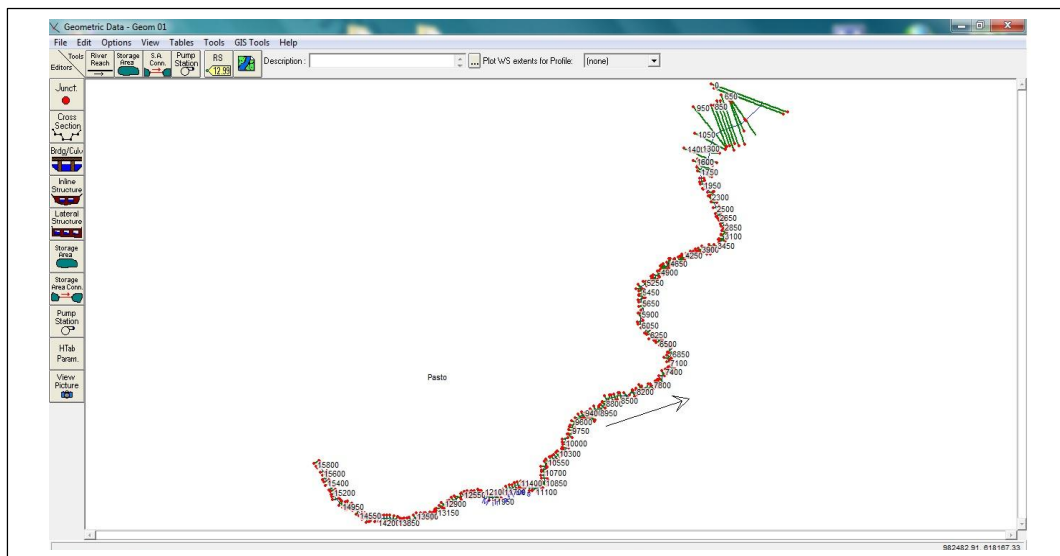 Geometric Data - Geom 01
File Edit Options View Tables Tools GIS Tools Help
Tools
Editors
River
Reach
Storage
Area
S.A.
Conn.
Pump
Station
RS
12.99
Description :
...
Plot WS extents for Profile:
(none)
Junct.
Cross
Section
Brdg/Culv
Inline
Structure
Lateral
Structure
Storage
Area
Storage
Area Conn.
Pump
Station
HTab
Param.
View
Picture
0
650
950
850
1050
1400
1300
1600
1750
1950
2300
2500
2650
2850
3100
3450
3900
4250
4650
4900
5250
5450
5650
5900
6050
6250
6500
6850
7100
7400
7800
8200
8500
8800
8950
9600
9750
10000
10300
10550
10700
10850
11100
11400
12900
13150
13850
14950
15200
15400
15600
15800
Pasto
982482.91, 618167.33